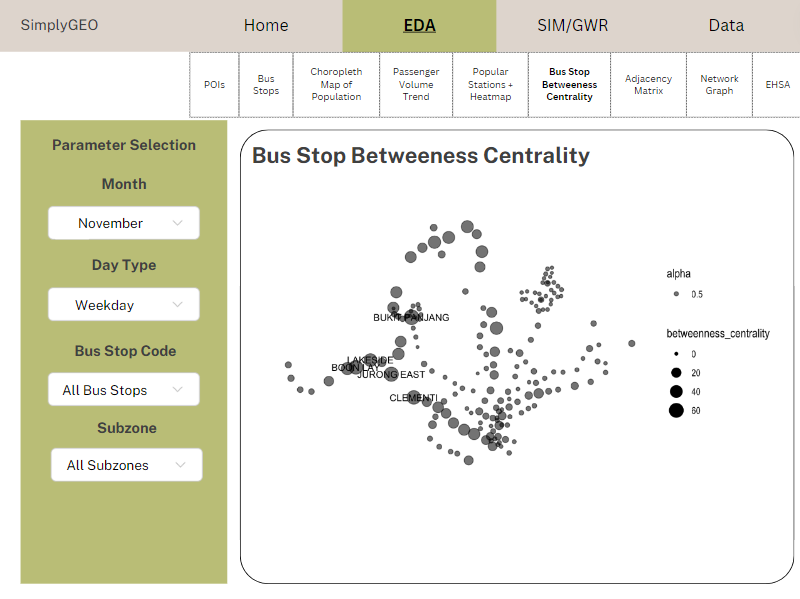 SimplyGEO
Home
EDA
SIM/GWR
Data
POIs
Bus
Stops
Choropleth
Map of
Population
Passenger
Volume
Trend
Popular
Stations +
Heatmap
Bus Stop
Betweeness
Centrality
Adjacency
Matrix
Network
Graph
EHSA
Parameter Selection
Month
November
Day Type
Weekday
Bus Stop Code
All Bus Stops
Subzone
All Subzones
Bus Stop Betweeness Centrality
BUKIT PANJANG
LAKESIDE
BOON LAY
JURONG EAST
CLEMENTI
alpha
0.5
betweenness_centrality
0
20
40
60